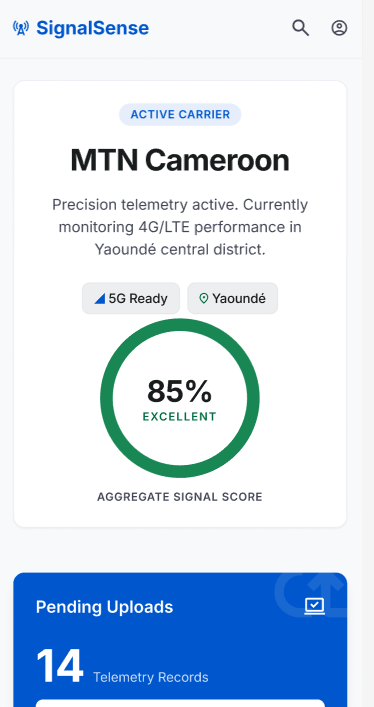 SignalSense
ACTIVE CARRIER
MTN Cameroon
Precision telemetry active. Currently
monitoring 4G/LTE performance in
Yaoundé central district.
5G Ready
Yaoundé
85%
EXCELLENT
AGGREGATE SIGNAL SCORE
Pending Uploads
14 Telemetry Records